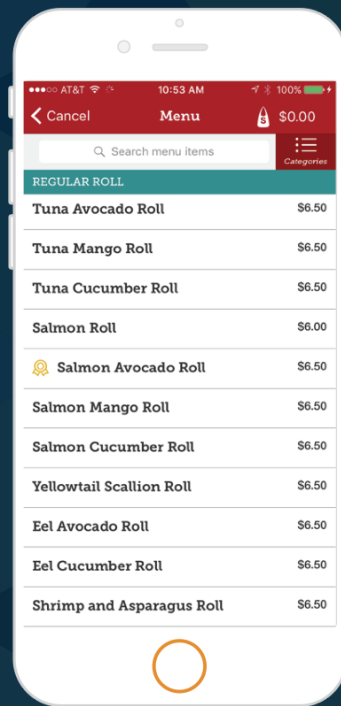 AT&T 10:53 AM 100%
Cancel Menu $ $0.00
Search menu items
Categories
REGULAR ROLL
Tuna Avocado Roll $6.50
Tuna Mango Roll $6.50
Tuna Cucumber Roll $6.50
Salmon Roll $6.00
Salmon Avocado Roll $6.50
Salmon Mango Roll $6.50
Salmon Cucumber Roll $6.50
Yellowtail Scallion Roll $6.50
Eel Avocado Roll $6.50
Eel Cucumber Roll $6.50
Shrimp and Asparagus Roll $6.50